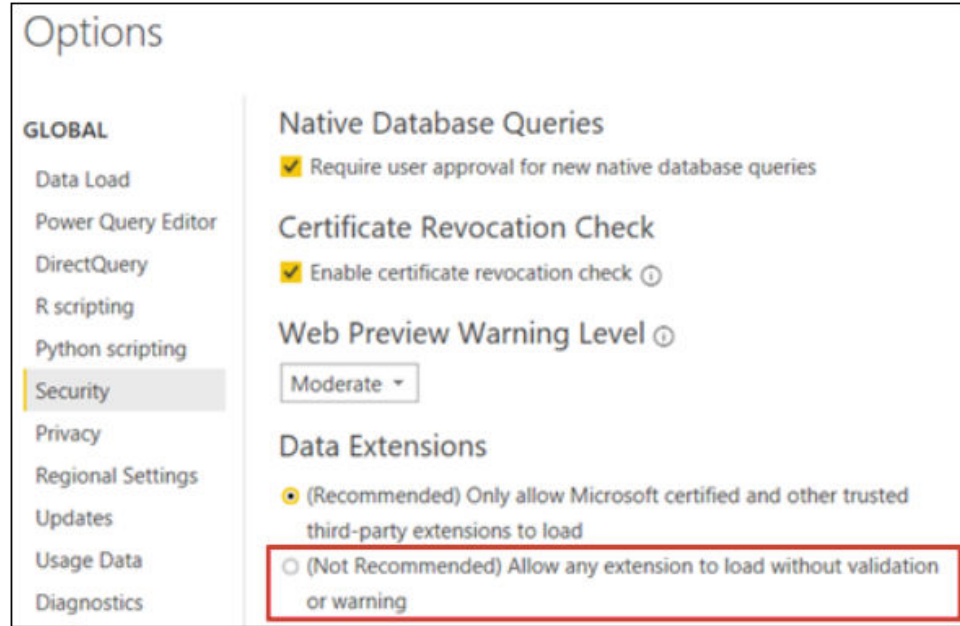 Options
GLOBAL
Data Load
Power Query Editor
DirectQuery
R scripting
Python scripting
Security
Privacy
Regional Settings
Updates
Usage Data
Diagnostics
Native Database Queries
Require user approval for new native database queries
Certificate Revocation Check
Enable certificate revocation check
Web Preview Warning Level
Moderate
Data Extensions
(Recommended) Only allow Microsoft certified and other trusted
third-party extensions to load
(Not Recommended) Allow any extension to load without validation
or warning